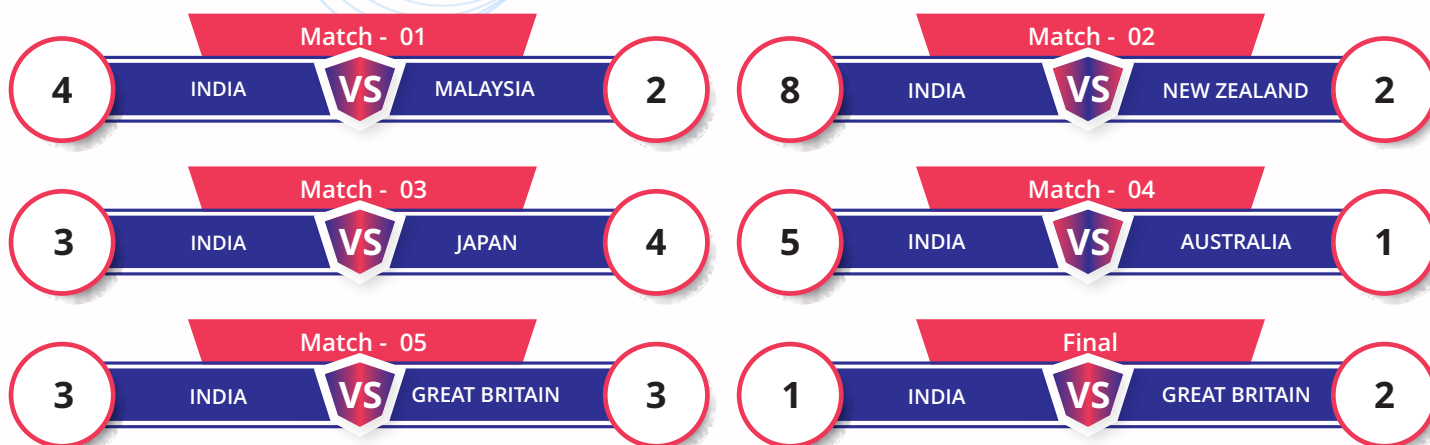 Match - 01
4 INDIA VS MALAYSIA 2
Match - 02
8 INDIA VS NEW ZEALAND 2
Match - 03
3 INDIA VS JAPAN 4
Match - 04
5 INDIA VS AUSTRALIA 1
Match - 05
3 INDIA VS GREAT BRITAIN 3
Final
1 INDIA VS GREAT BRITAIN 2